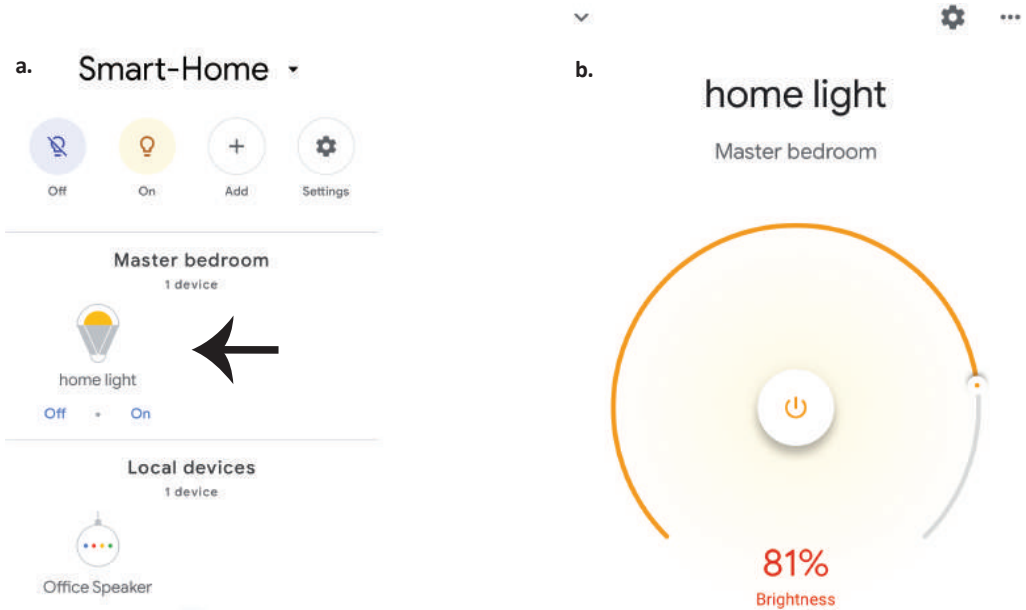 a.
Smart-Home
Off
On
Add
Settings
Master bedroom
1 device
home light
Off • On
Local devices
1 device
Office Speaker
b.
home light
Master bedroom
81%
Brightness